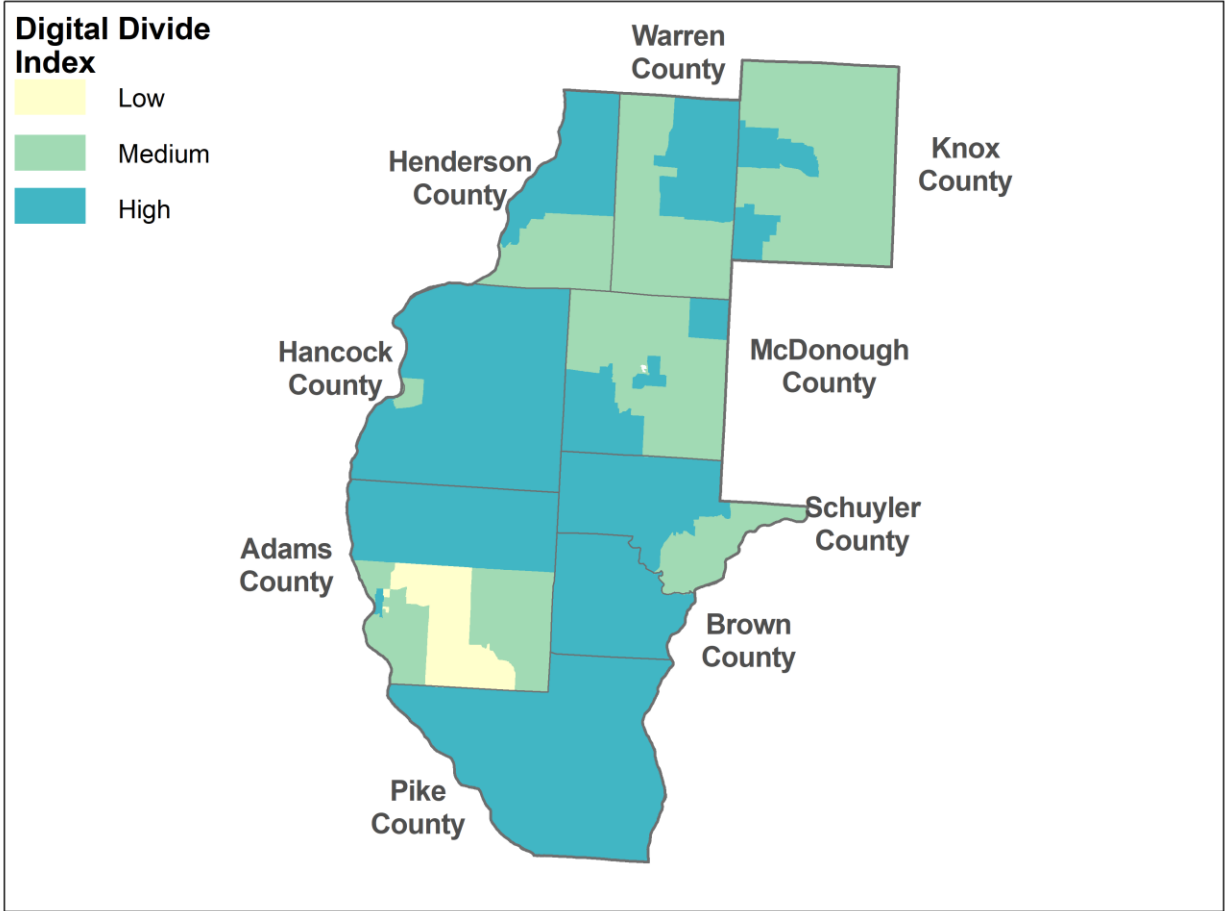 Digital Divide
Index
Low
Medium
High
Warren
County
Knox
County
Henderson
County
Hancock
County
McDonough
County
Schuyler
County
Adams
County
Brown
County
Pike
County